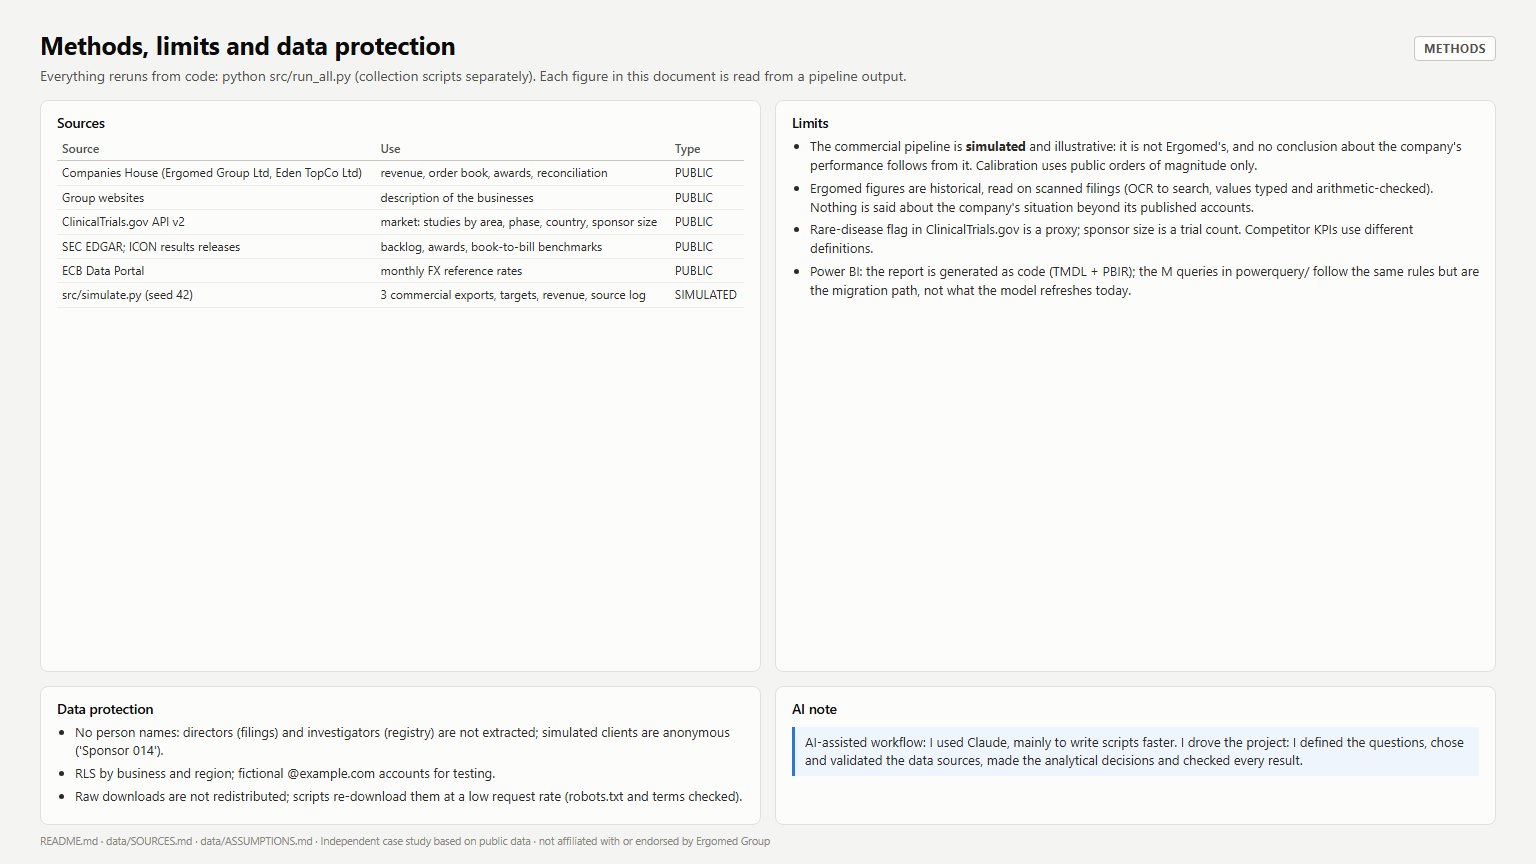 Methods, limits and data protection
METHODS
Everything reruns from code: python src/run_all.py (collection scripts separately). Each figure in this document is read from a pipeline output.
Sources
Source Use Type
Companies House (Ergomed Group Ltd, Eden TopCo Ltd) revenue, order book, awards, reconciliation PUBLIC
Group websites description of the businesses PUBLIC
ClinicalTrials.gov API v2 market: studies by area, phase, country, sponsor size PUBLIC
SEC EDGAR; ICON results releases backlog, awards, book-to-bill benchmarks PUBLIC
ECB Data Portal monthly FX reference rates PUBLIC
src/simulate.py (seed 42) 3 commercial exports, targets, revenue, source log SIMULATED
Limits
• The commercial pipeline is simulated and illustrative: it is not Ergomed's, and no conclusion about the company's
performance follows from it. Calibration uses public orders of magnitude only.
• Ergomed figures are historical, read on scanned filings (OCR to search, values typed and arithmetic-checked).
Nothing is said about the company's situation beyond its published accounts.
• Rare-disease flag in ClinicalTrials.gov is a proxy; sponsor size is a trial count. Competitor KPIs use different
definitions.
• Power BI: the report is generated as code (TMDL + PBIR); the M queries in powerquery/ follow the same rules but are
the migration path, not what the model refreshes today.
Data protection
• No person names: directors (filings) and investigators (registry) are not extracted; simulated clients are anonymous
('Sponsor 014').
• RLS by business and region; fictional @example.com accounts for testing.
• Raw downloads are not redistributed; scripts re-download them at a low request rate (robots.txt and terms checked).
AI note
AI-assisted workflow: I used Claude, mainly to write scripts faster. I drove the project: I defined the questions, chose
and validated the data sources, made the analytical decisions and checked every result.
README.md · data/SOURCES.md · data/ASSUMPTIONS.md · Independent case study based on public data · not affiliated with or endorsed by Ergomed Group